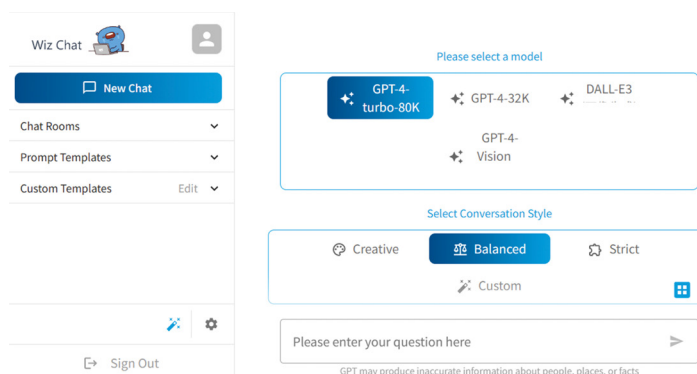 Wiz Chat
New Chat
Chat Rooms
Prompt Templates
Custom Templates Edit
Sign Out
Please select a model
GPT-4-
turbo-80K
GPT-4-32K
DALL-E3
GPT-4-
Vision
Select Conversation Style
Creative
Balanced
Strict
Custom
Please enter your question here
GPT may produce inaccurate information about people, places, or facts